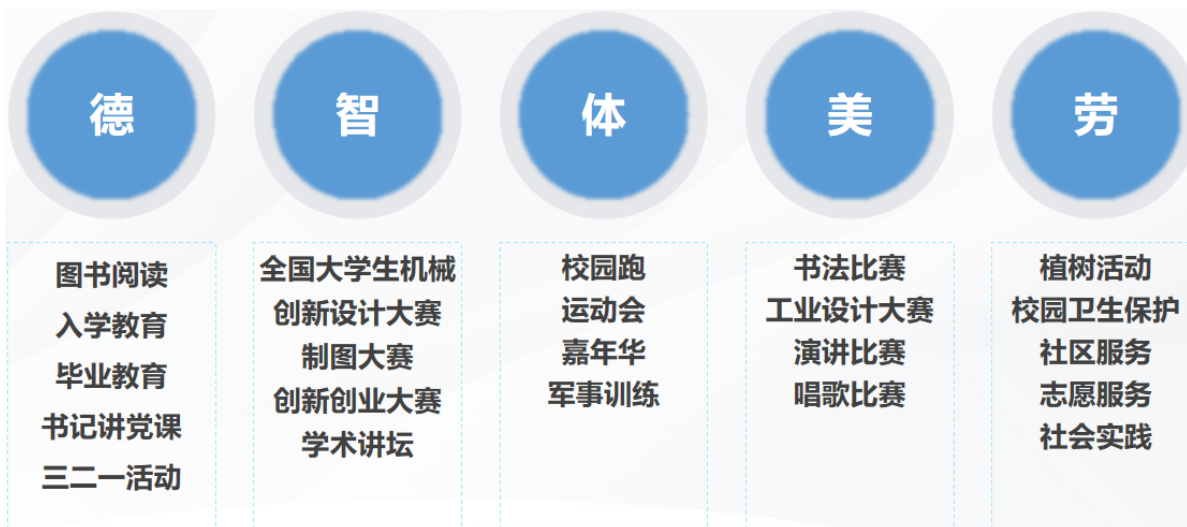 德
智
体
美
劳
图书阅读
入学教育
毕业教育
书记讲党课
三二一活动
全国大学生机械
创新设计大赛
制图大赛
创新创业大赛
学术讲坛
校园跑
运动会
嘉年华
军事训练
书法比赛
工业设计大赛
演讲比赛
唱歌比赛
植树活动
校园卫生保护
社区服务
志愿服务
社会实践